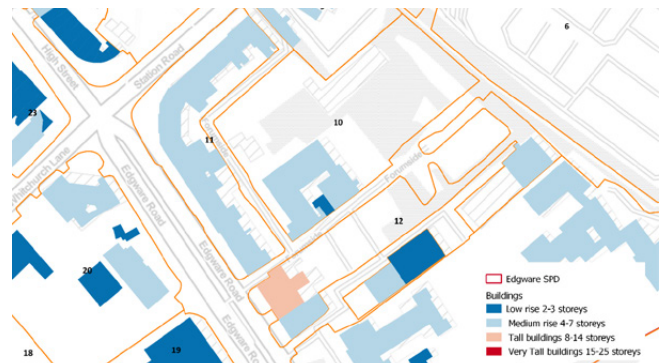 6
High Street
Station Road
23
10
11
Forumside
Whitchurch Lane
Edgware Road
12
Edgware Road
20
Edgware Road
18
19
Edgware SPD
Buildings
Low rise 2-3 storeys
Medium rise 4-7 storeys
Tall buildings 8-14 storeys
Very Tall buildings 15-25 storeys